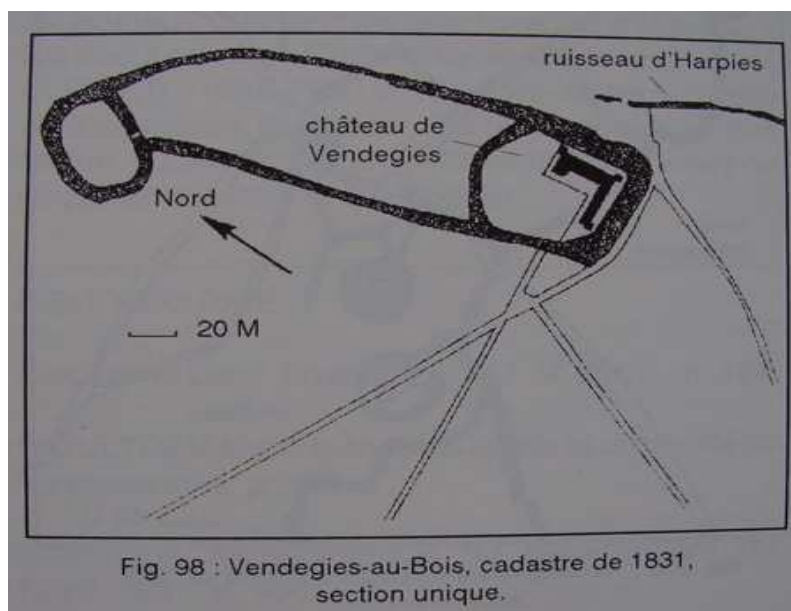 ruisseau d'Harpies
château de
Vendegies
Nord
20 M
Fig. 98 : Vendegies-au-Bois, cadastre de 1831,
section unique.